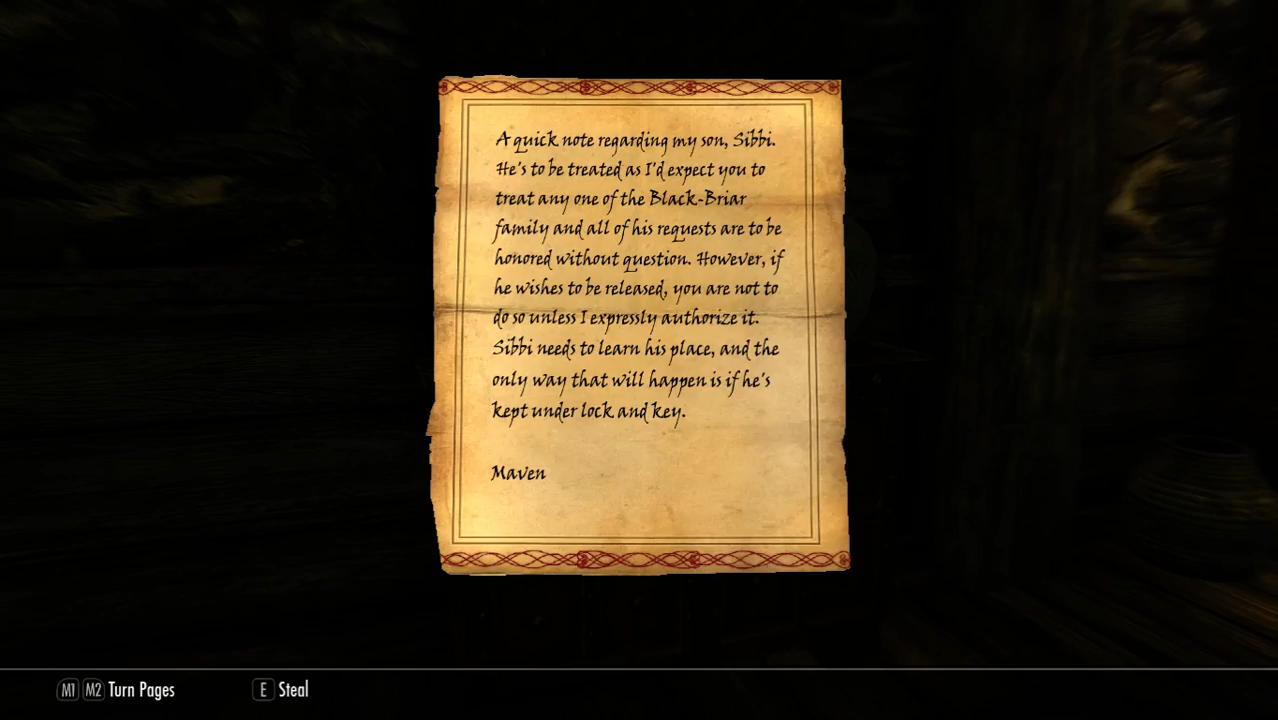 A quick note regarding my son, Sibbi.
He's to be treated as I'd expect you to
treat any one of the Black-Briar
family and all of his requests are to be
honored without question. However, if
he wishes to be released, you are not to
do so unless I expressly authorize it.
Sibbi needs to learn his place, and the
only way that will happen is if he's
kept under lock and key.
Maven
M1 M2 Turn Pages E Steal